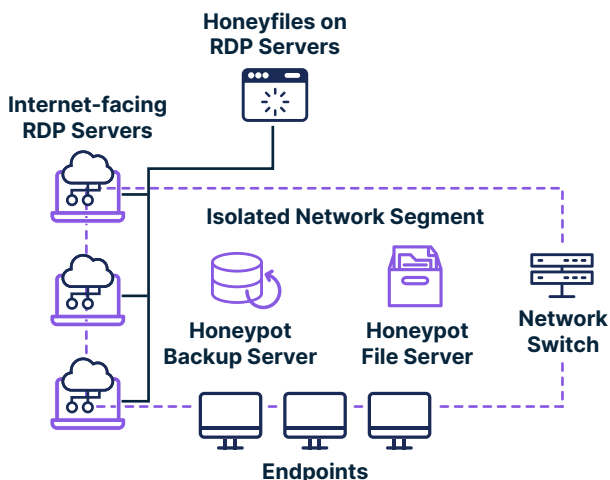 Honeyfiles on
RDP Servers
Internet-facing
RDP Servers
Isolated Network Segment
Honeypot
Backup Server
Honeypot
File Server
Network
Switch
Endpoints